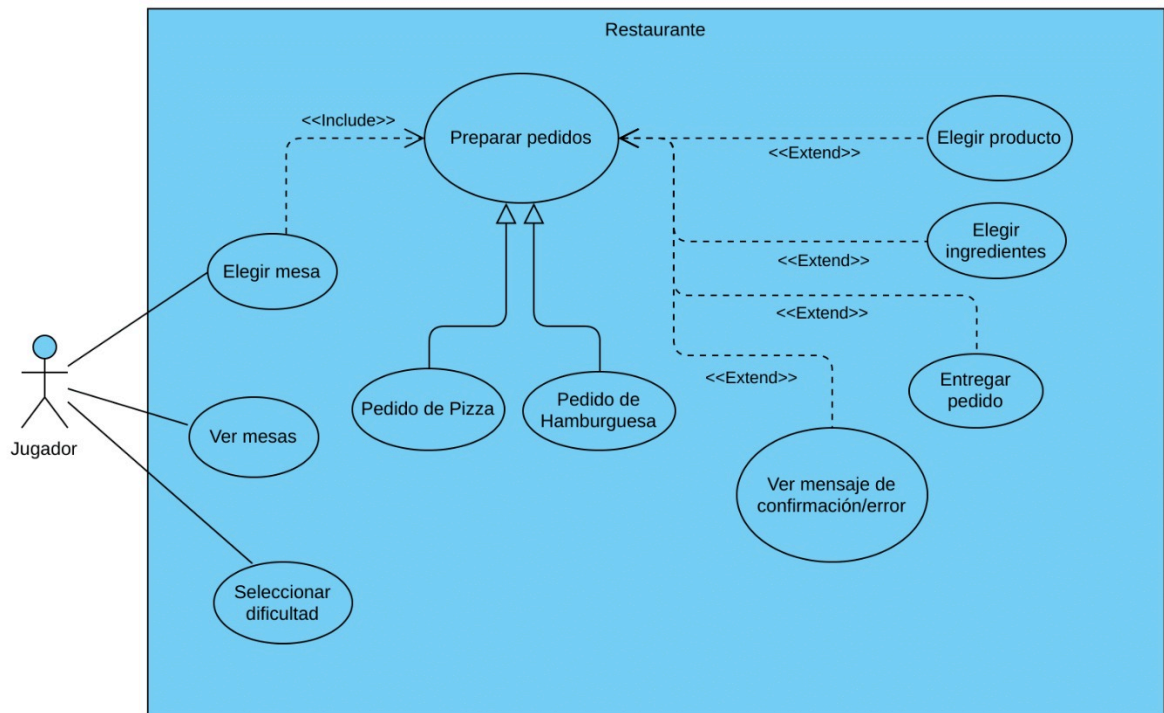 Restaurante
<<Include>>
Preparar pedidos
Elegir producto
<<Extend>>
Elegir
ingredientes
Elegir mesa
<<Extend>>
<<Extend>>
<<Extend>>
Entregar
pedido
Pedido de Pizza
Pedido de
Hamburguesa
Jugador
Ver mesas
Ver mensaje de
confirmación/error
Seleccionar
dificultad